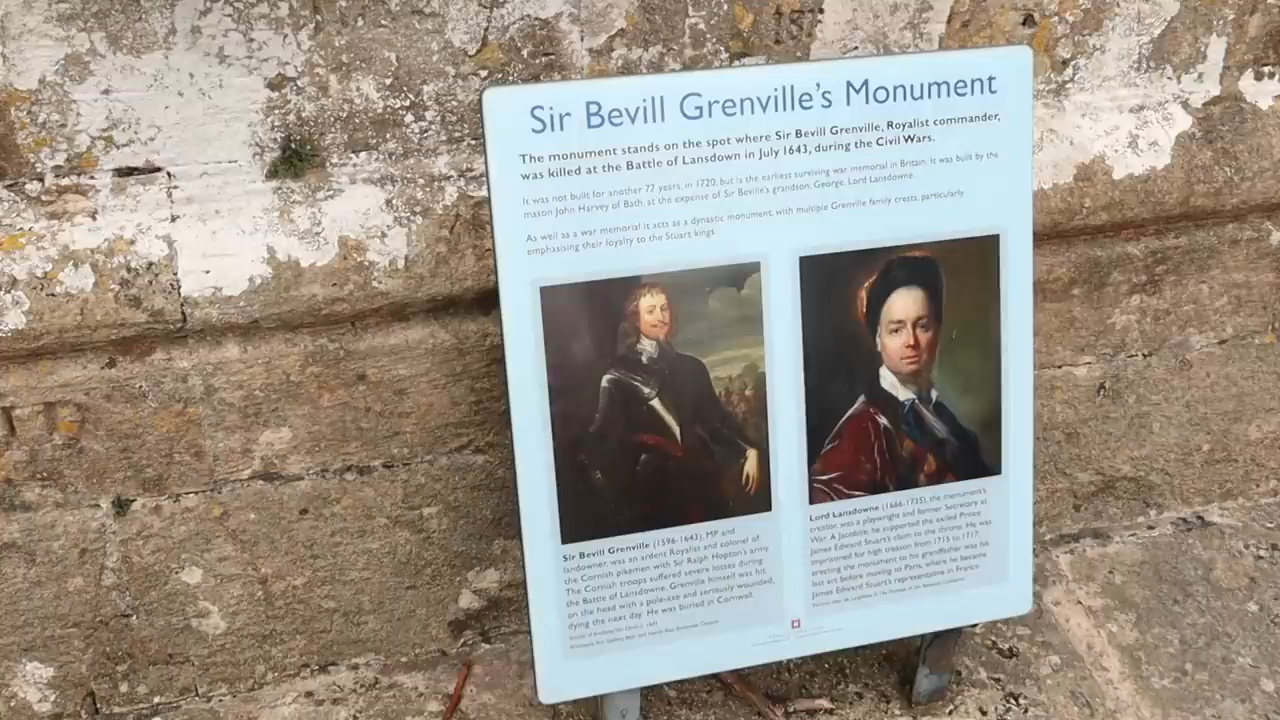 Sir Bevill Grenville's Monument
The monument stands on the spot where Sir Bevill Grenville, Royalist commander,
was killed at the Battle of Lansdown in July 1643, during the Civil Wars.
It was not built for another 77 years, in 1720, but is the earliest surviving war memorial in Britain. It was built by the
mason John Harvey of Bath, at the expense of Sir Beville's grandson, George, Lord Lansdowne.
As well as a war memorial it acts as a dynastic monument, with multiple Grenville family crests, particularly
emphasising their loyalty to the Stuart kings.
Sir Bevill Grenville (1596-1643), MP and
landowner, was an ardent Royalist and colonel of
the Cornish pikemen with Sir Ralph Hopton's army.
The Cornish troops suffered severe losses during
the Battle of Lansdowne. Grenville himself was hit
on the head with a pole-axe and seriously wounded,
dying the next day. He was buried in Cornwall.
Lord Lansdowne (1666-1735), the monument's
creator, was a playwright and former Secretary at
War. A Jacobite, he supported the exiled Prince
James Edward Stuart's claim to the throne. He was
imprisoned for high treason from 1715 to 1717;
erecting the monument to his grandfather was his
last act before moving to Paris, where he became
James Edward Stuart's representative in France.